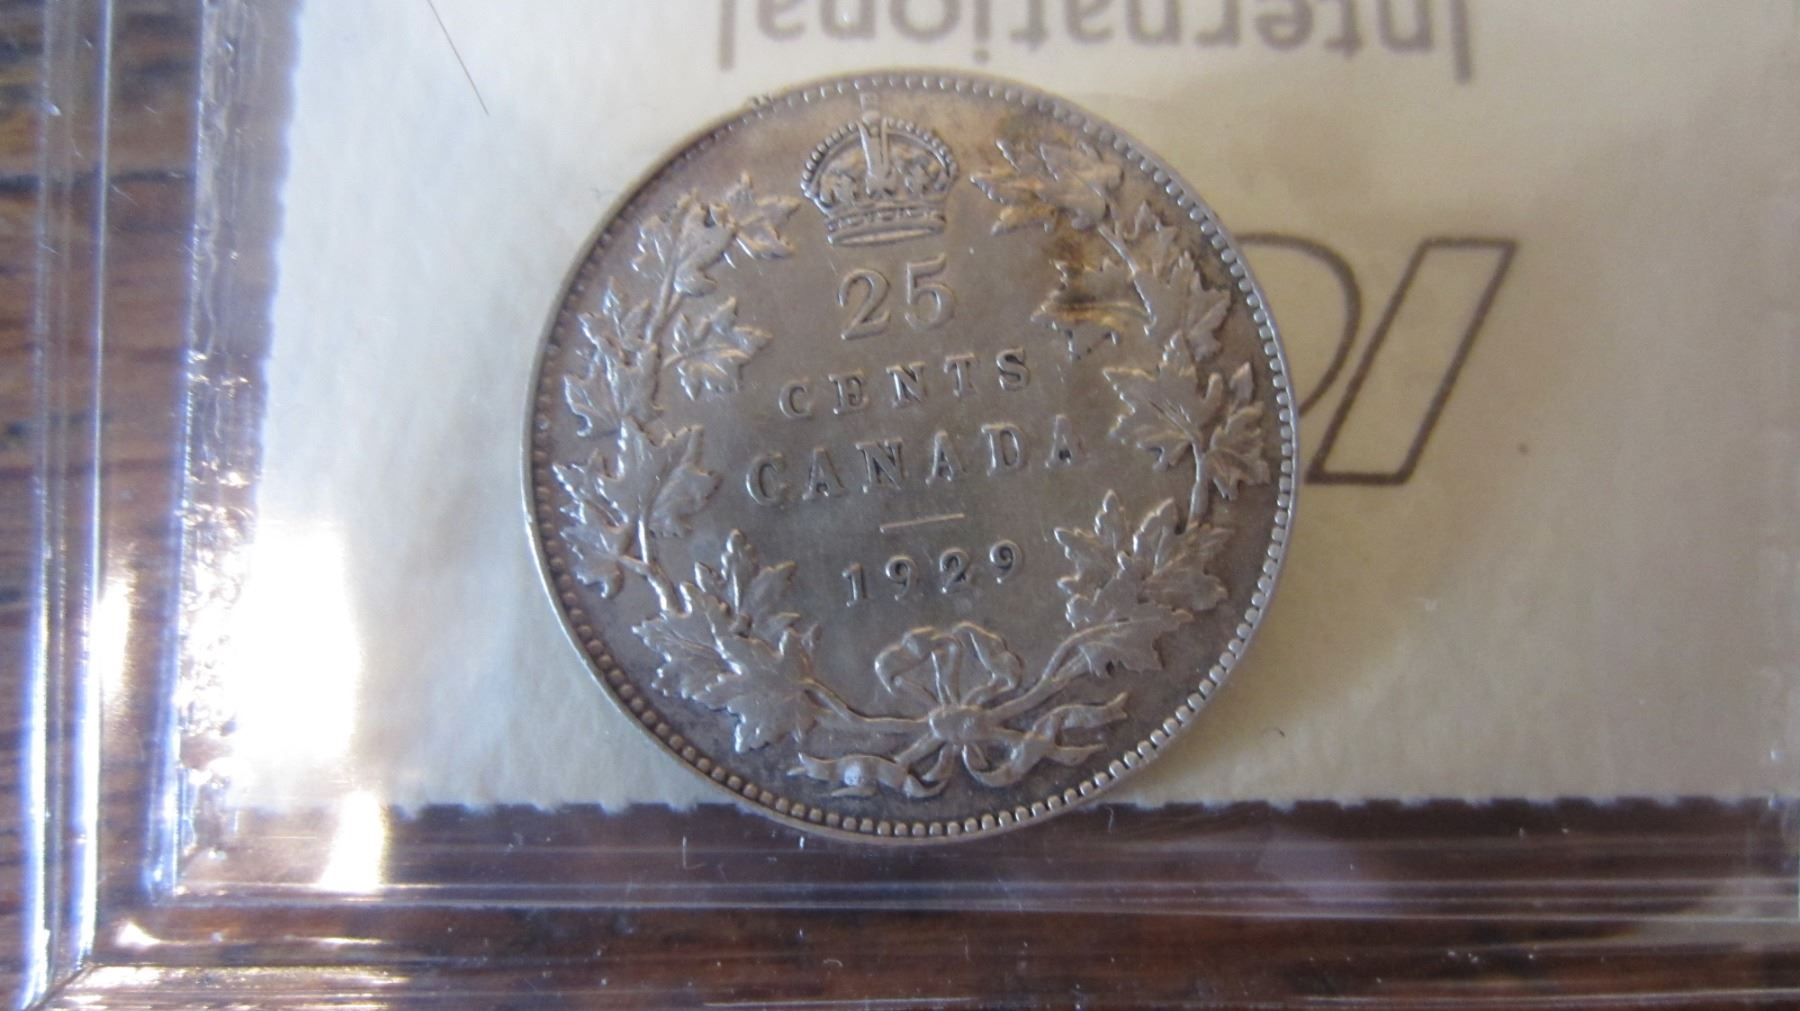 International
25
CENTS
CANADA
1929